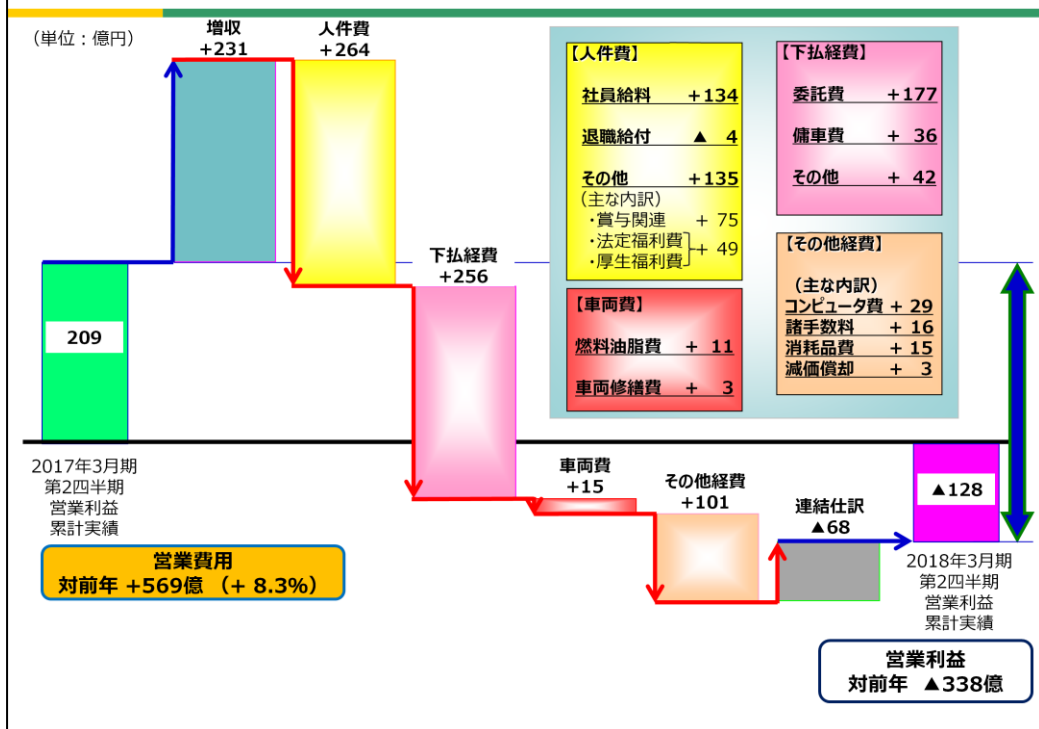 （単位：億円）
増収
+231
人件費
+264
下払経費
+256
209
2017年3月期
第2四半期
営業利益
累計実績
営業費用
対前年 +569億 （+ 8.3%）
車両費
+15
その他経費
+101
連結仕訳
▲68
▲128
2018年3月期
第2四半期
営業利益
累計実績
営業利益
対前年 ▲338億
【人件費】
社員給料 +134
退職給付 ▲ 4
その他 +135
（主な内訳）
・賞与関連 + 75
・法定福利費
・厚生福利費
+ 49
【車両費】
燃料油脂費 + 11
車両修繕費 + 3
【下払経費】
委託費 +177
傭車費 + 36
その他 + 42
【その他経費】
（主な内訳）
コンピュータ費 + 29
諸手数料 + 16
消耗品費 + 15
減価償却 + 3